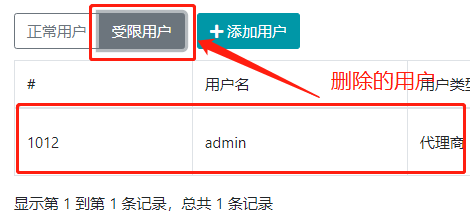 正常用户 受限用户 +添加用户
删除的用户
# 用户名 用户类型
1012 admin 代理商
显示第 1 到第 1 条记录，总共 1 条记录